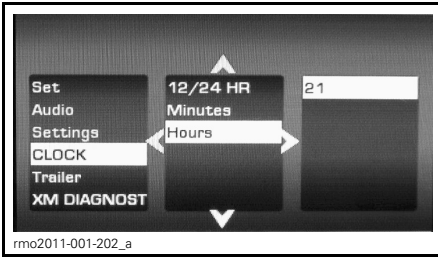 Set
Audio
Settings
CLOCK
Trailer
XM DIAGNOST
12/24 HR
Minutes
Hours
21
rmo2011-001-202_a